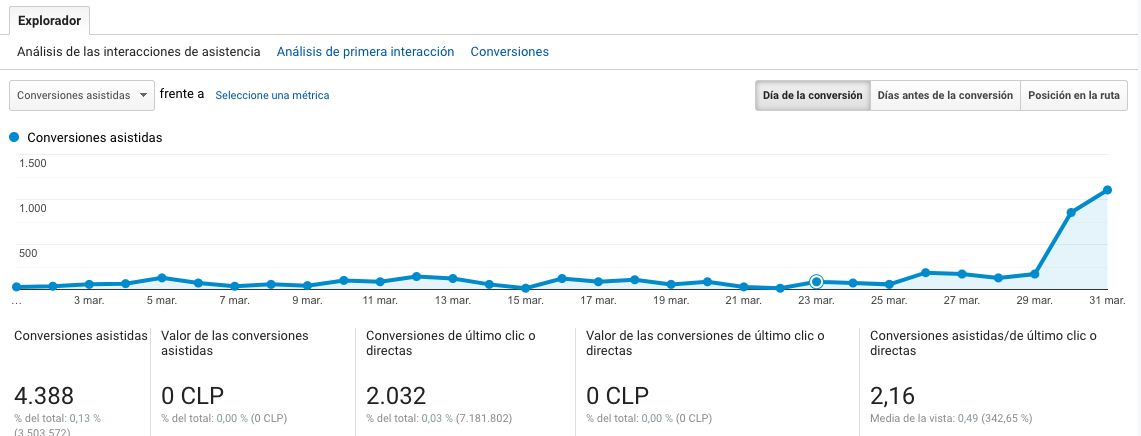 Explorador
Análisis de las interacciones de asistencia Análisis de primera interacción Conversiones
Conversiones asistidas frente a Seleccione una métrica Día de la conversión Días antes de la conversión Posición en la ruta
Conversiones asistidas
1.500
1.000
500
... 3 mar. 5 mar. 7 mar. 9 mar. 11 mar. 13 mar. 15 mar. 17 mar. 19 mar. 21 mar. 23 mar. 25 mar. 27 mar. 29 mar. 31 mar.
Conversiones asistidas
4.388
% del total: 0,13 %
(3.503.572)
Valor de las conversiones
asistidas
0 CLP
% del total: 0,00 % (0 CLP)
Conversiones de último clic o
directas
2.032
% del total: 0,03 % (7.181.802)
Valor de las conversiones de último clic o
directas
0 CLP
% del total: 0,00 % (0 CLP)
Conversiones asistidas/de último clic o
directas
2,16
Media de la vista: 0,49 (342,65 %)